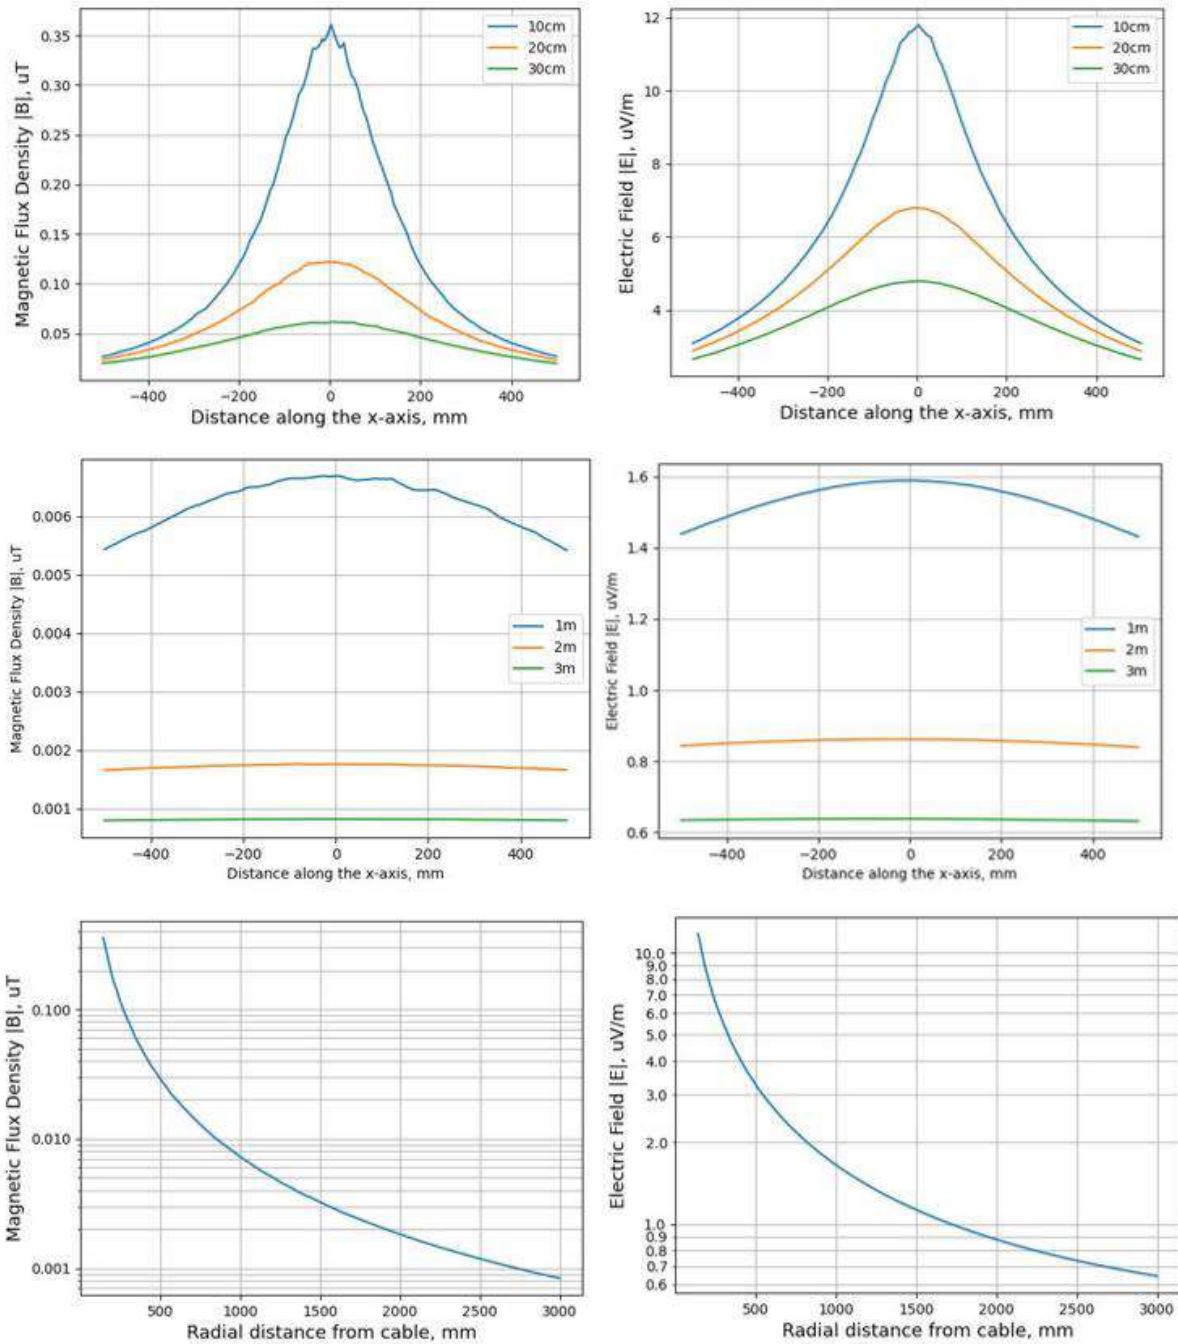 Magnetic Flux Density |B|, uT
0.35
0.30
0.25
0.20
0.15
0.10
0.05
10cm
20cm
30cm
−400 −200 0 200 400
Distance along the x-axis, mm
Electric Field |E|, uV/m
12
10
8
6
4
10cm
20cm
30cm
−400 −200 0 200 400
Distance along the x-axis, mm
Magnetic Flux Density |B|, uT
0.006
0.005
0.004
0.003
0.002
0.001
1m
2m
3m
−400 −200 0 200 400
Distance along the x-axis, mm
Electric Field |E|, uV/m
1.6
1.4
1.2
1.0
0.8
0.6
1m
2m
3m
−400 −200 0 200 400
Distance along the x-axis, mm
Magnetic Flux Density |B|, uT
0.100
0.010
0.001
500 1000 1500 2000 2500 3000
Radial distance from cable, mm
Electric Field |E|, uV/m
10.0
9.0
8.0
7.0
6.0
5.0
4.0
3.0
2.0
1.0
0.9
0.8
0.7
0.6
500 1000 1500 2000 2500 3000
Radial distance from cable, mm